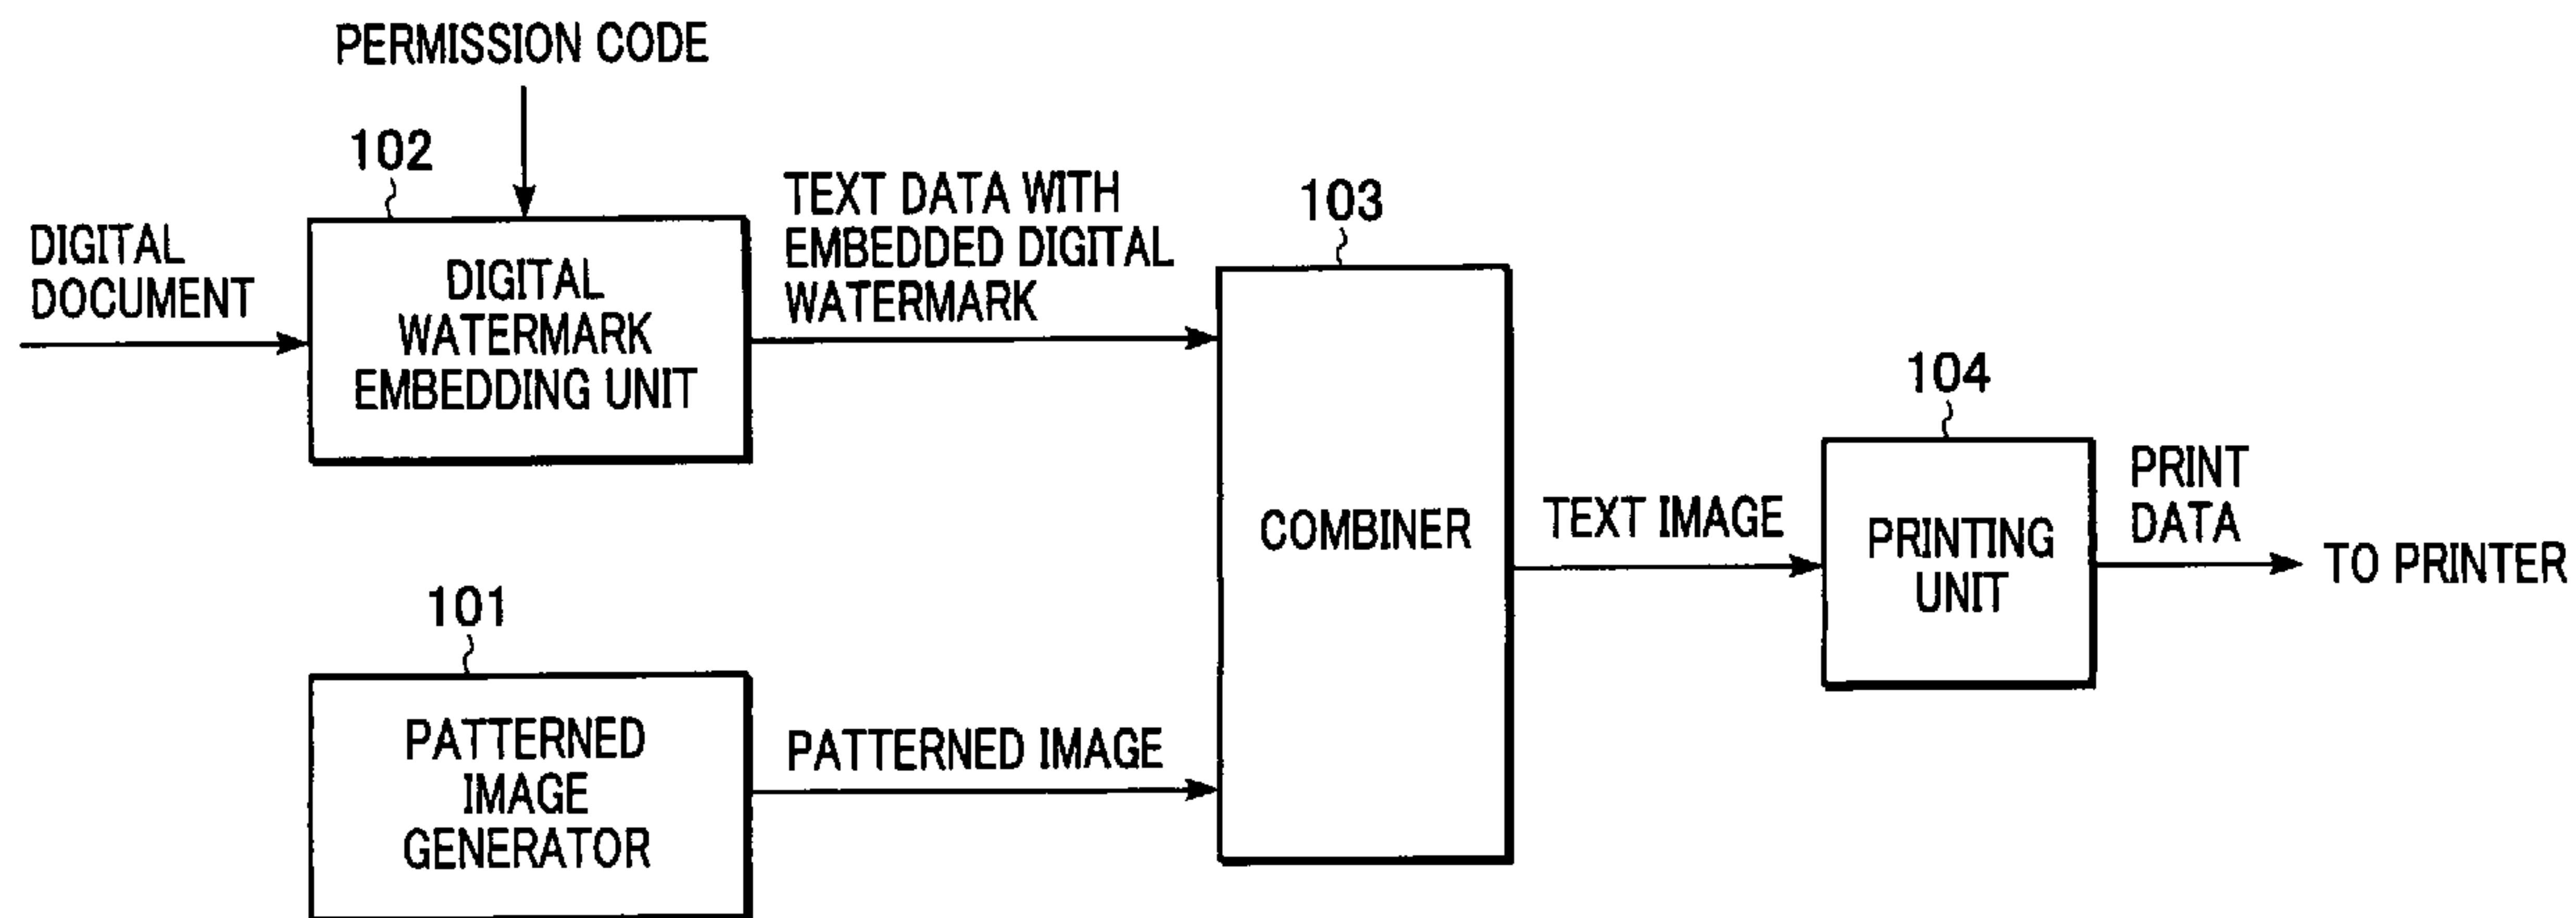 PERMISSION CODE
102
DIGITAL
DOCUMENT
DIGITAL
WATERMARK
EMBEDDING UNIT
TEXT DATA WITH
EMBEDDED DIGITAL
WATERMARK
101
PATTERNED
IMAGE
GENERATOR
PATTERNED IMAGE
103
COMBINER
TEXT IMAGE
104
PRINTING
UNIT
PRINT
DATA
TO PRINTER